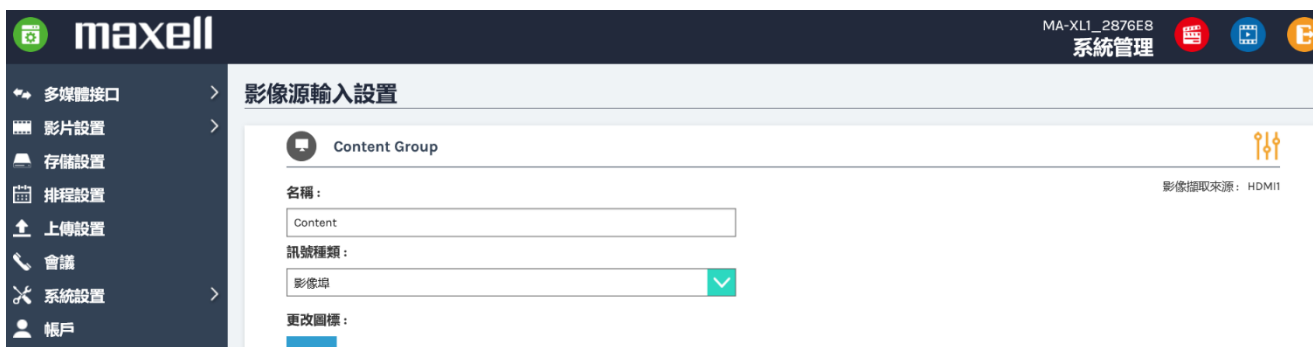 maxell
MA-XL1_2876E8
系統管理
多媒體接口
影片設置
存儲設置
排程設置
上傳設置
會議
系統設置
帳戶
影像源輸入設置
Content Group
影像擷取來源: HDMI1
名稱:
Content
訊號種類:
影像埠
更改圖標: